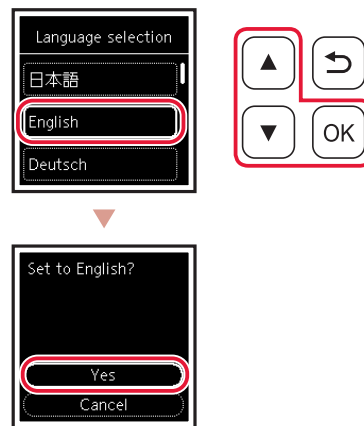 Language selection
日本語
English
Deutsch
OK
Set to English?
Yes
Cancel